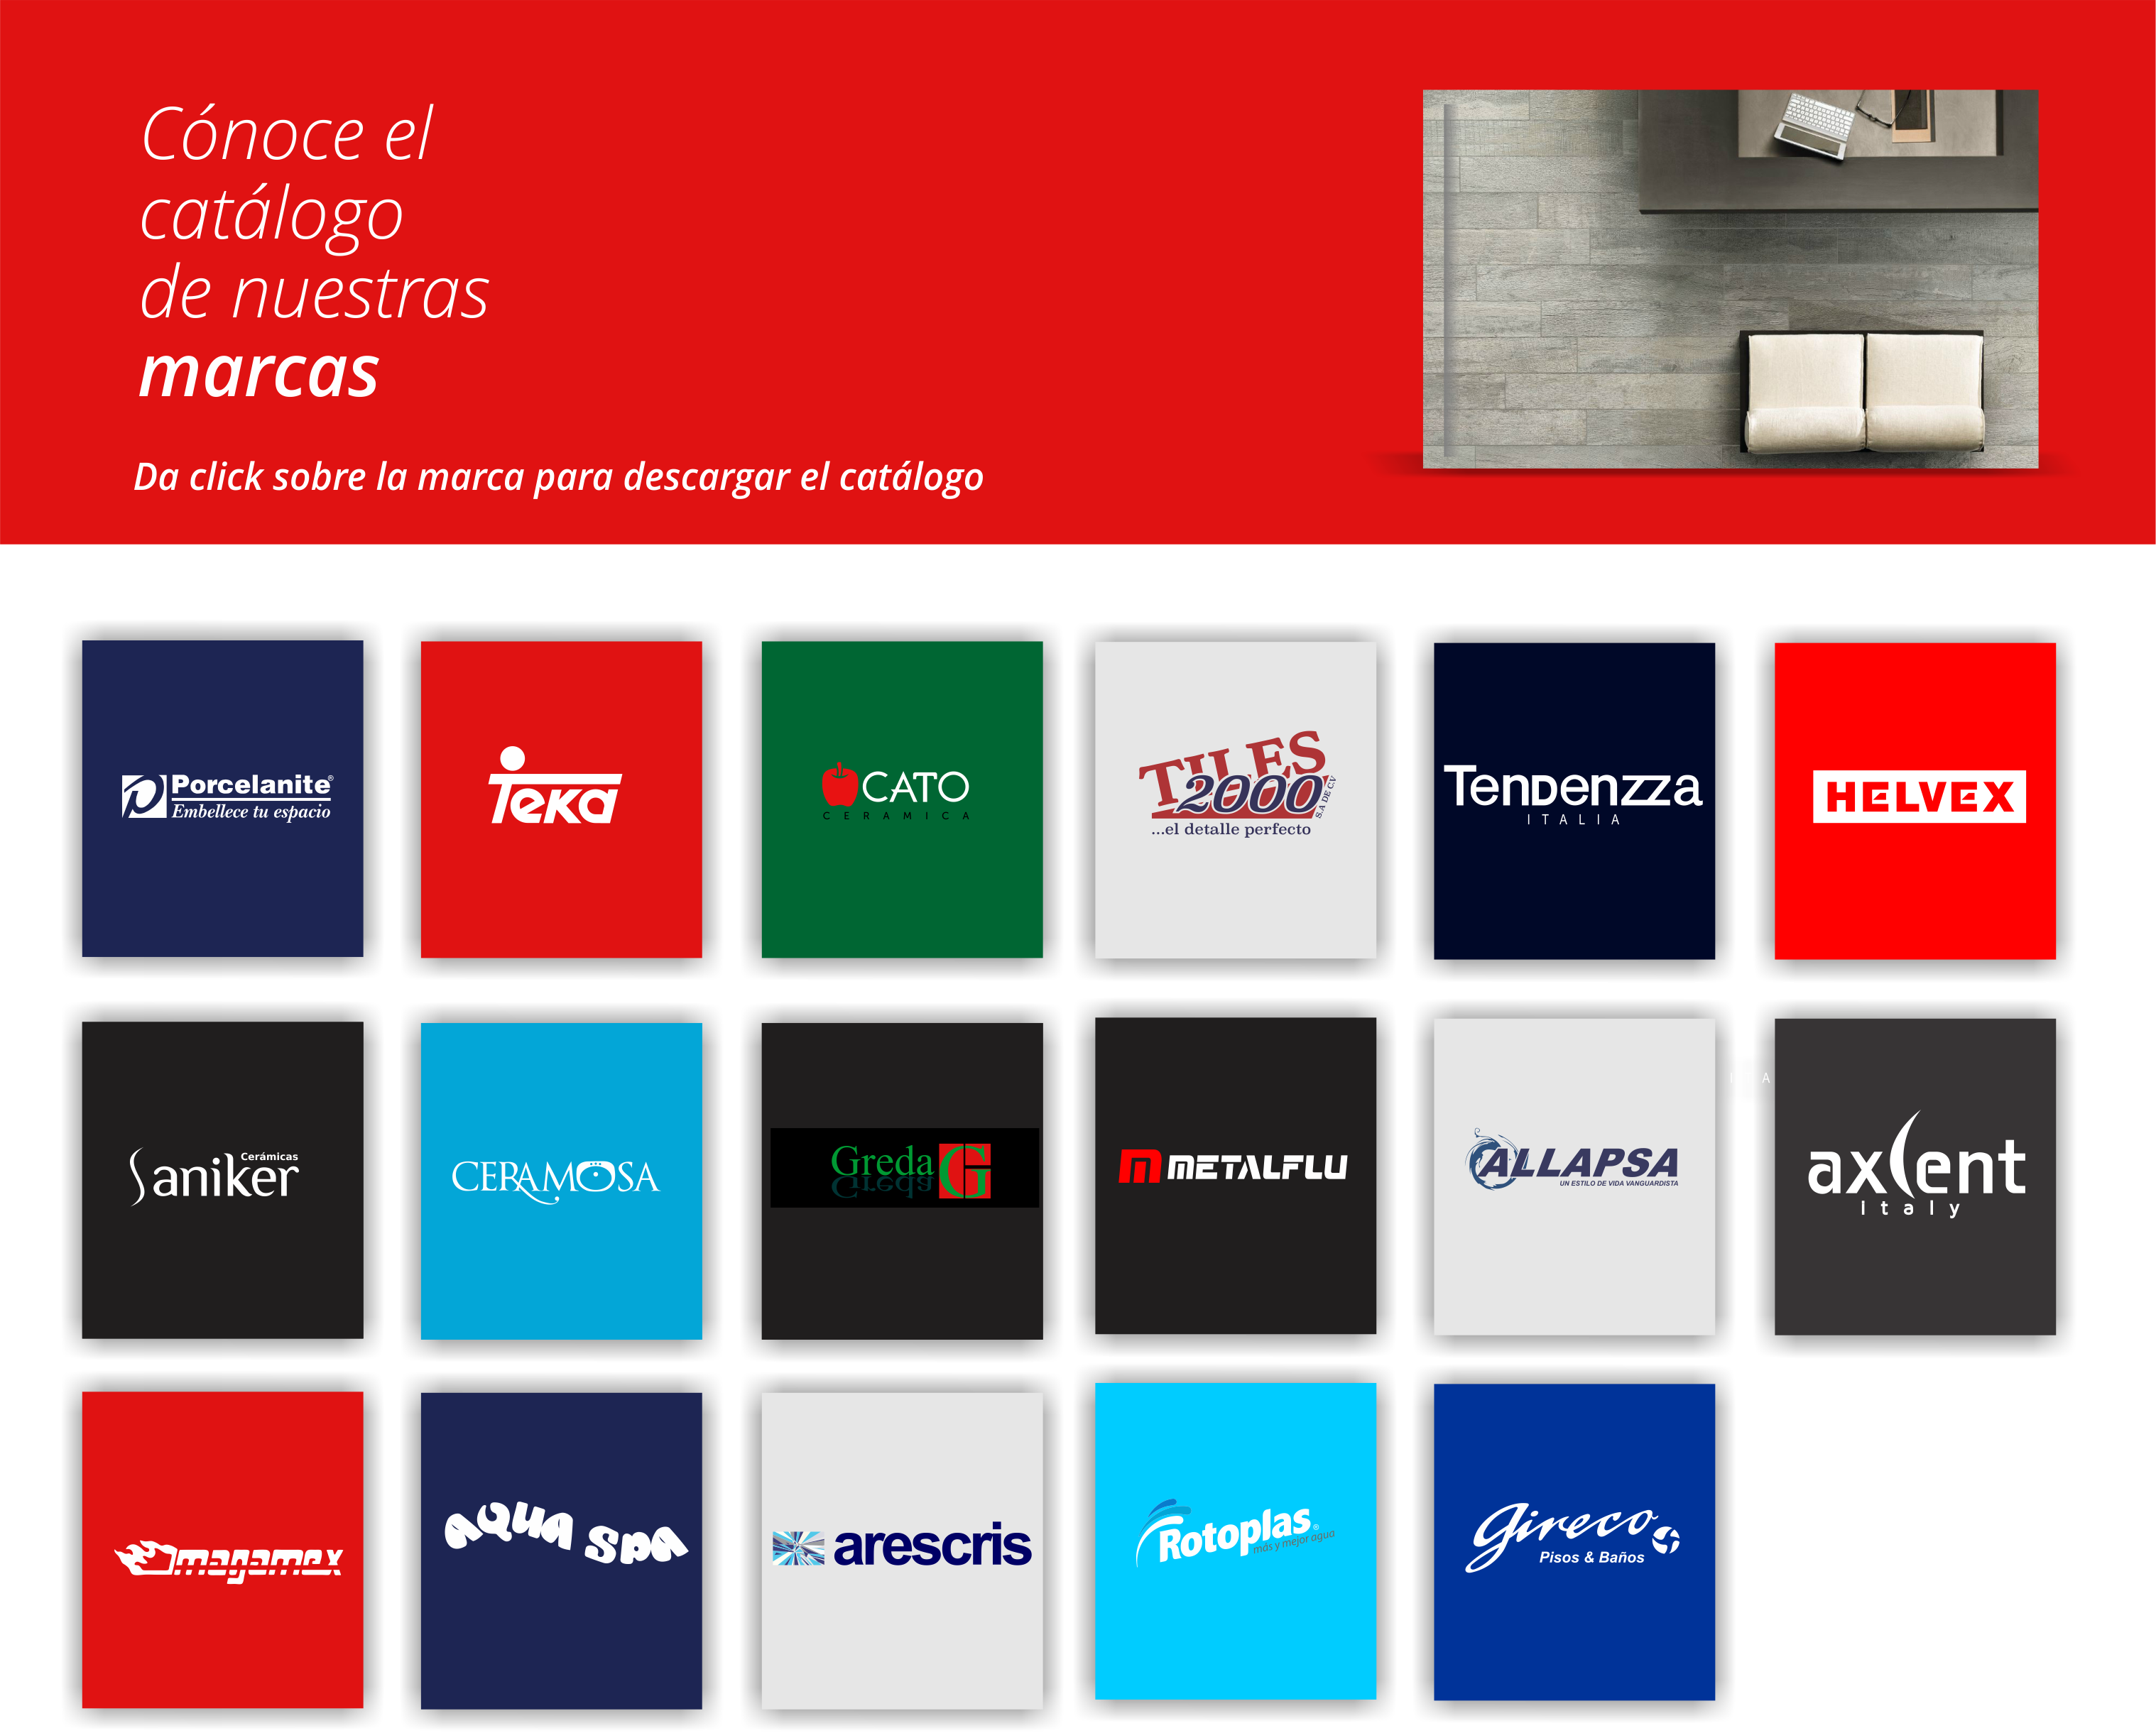 Cónoce el
catálogo
de nuestras
marcas
Da click sobre la marca para descargar el catálogo
Porcelanite®
Embellece tu espacio
Teka
CATO
CERAMICA
TILES
2000
S.A DE C.V
...el detalle perfecto
Tendenzza
ITALIA
HELVEX
Cerámicas
Saniker
CERAMOSA
Greda
G
METALFLU
ALLAPSA
UN ESTILO DE VIDA VANGUARDISTA
I A
axcent
Italy
magamex
AQUA SPA
arescris
Rotoplas®
más y mejor agua
Gireco
Pisos & Baños